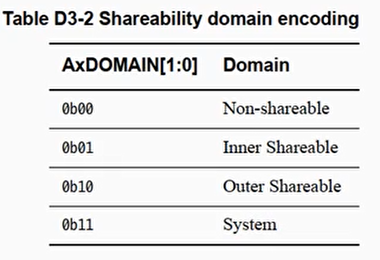 Table D3-2 Shareability domain encoding
AxDOMAIN[1:0] Domain
0b00 Non-shareable
0b01 Inner Shareable
0b10 Outer Shareable
0b11 System